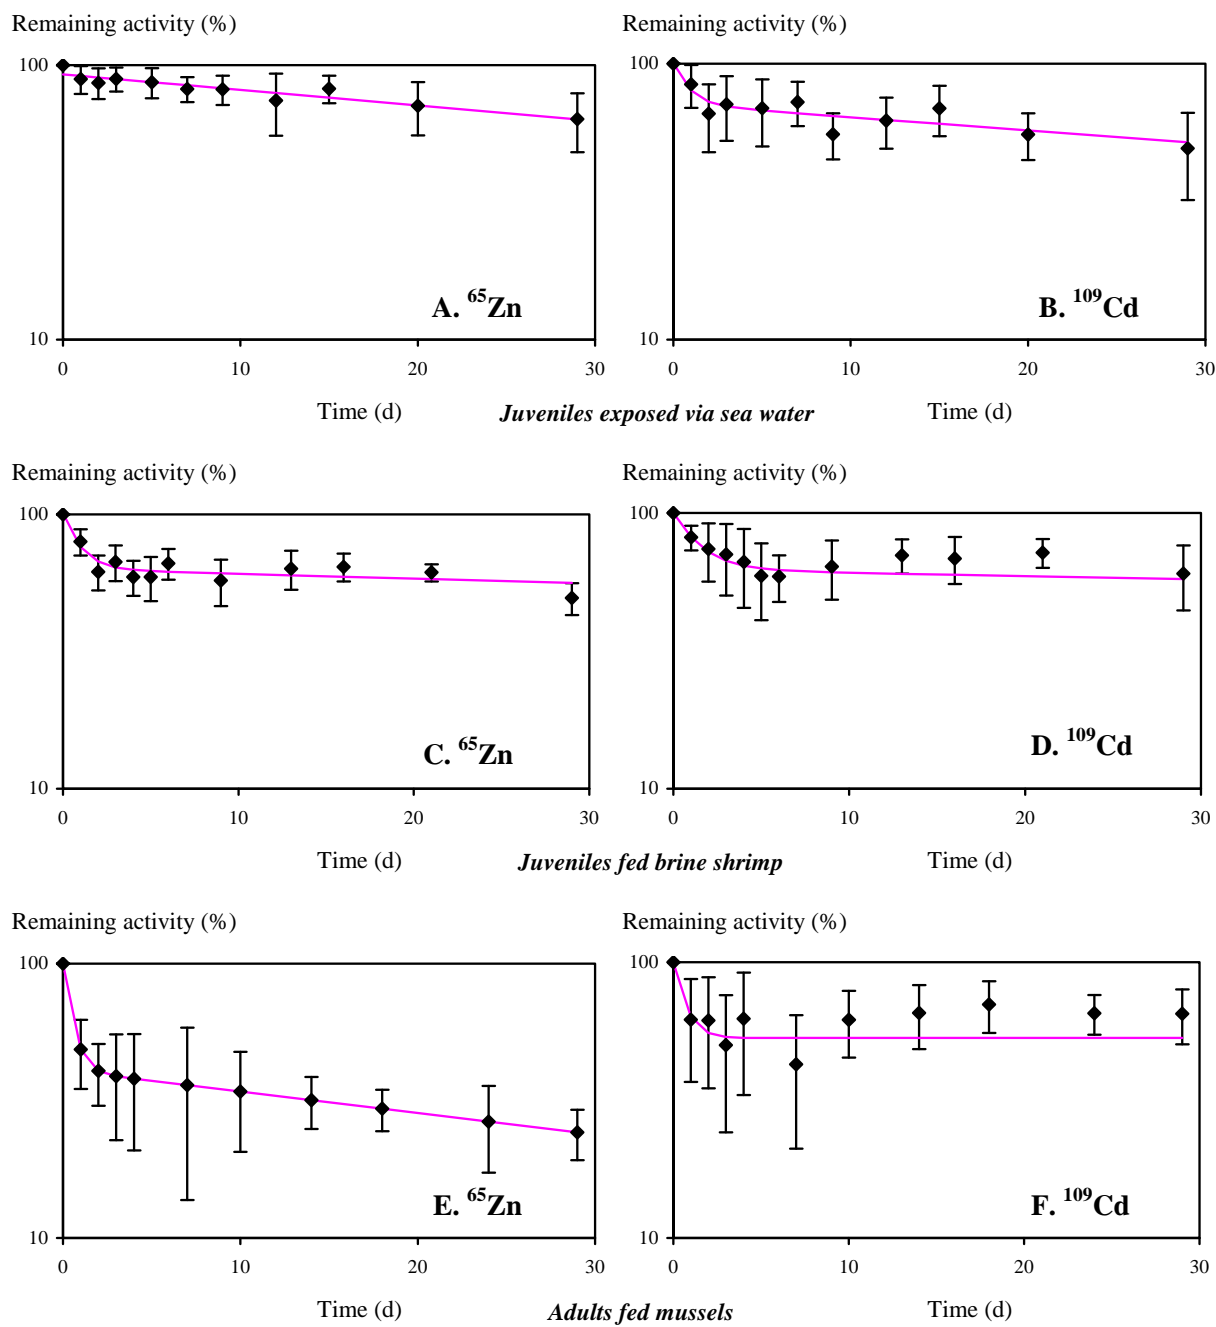 Remaining activity (%)
Remaining activity (%)
100
100
A. ⁶⁵Zn
B. ¹⁰⁹Cd
10
10
0 10 20 30
0 10 20 30
Time (d)
Juveniles exposed via sea water
Time (d)
Remaining activity (%)
Remaining activity (%)
100
100
C. ⁶⁵Zn
D. ¹⁰⁹Cd
10
10
0 10 20 30
0 10 20 30
Time (d)
Juveniles fed brine shrimp
Time (d)
Remaining activity (%)
Remaining activity (%)
100
100
E. ⁶⁵Zn
F. ¹⁰⁹Cd
10
10
0 10 20 30
0 10 20 30
Time (d)
Adults fed mussels
Time (d)